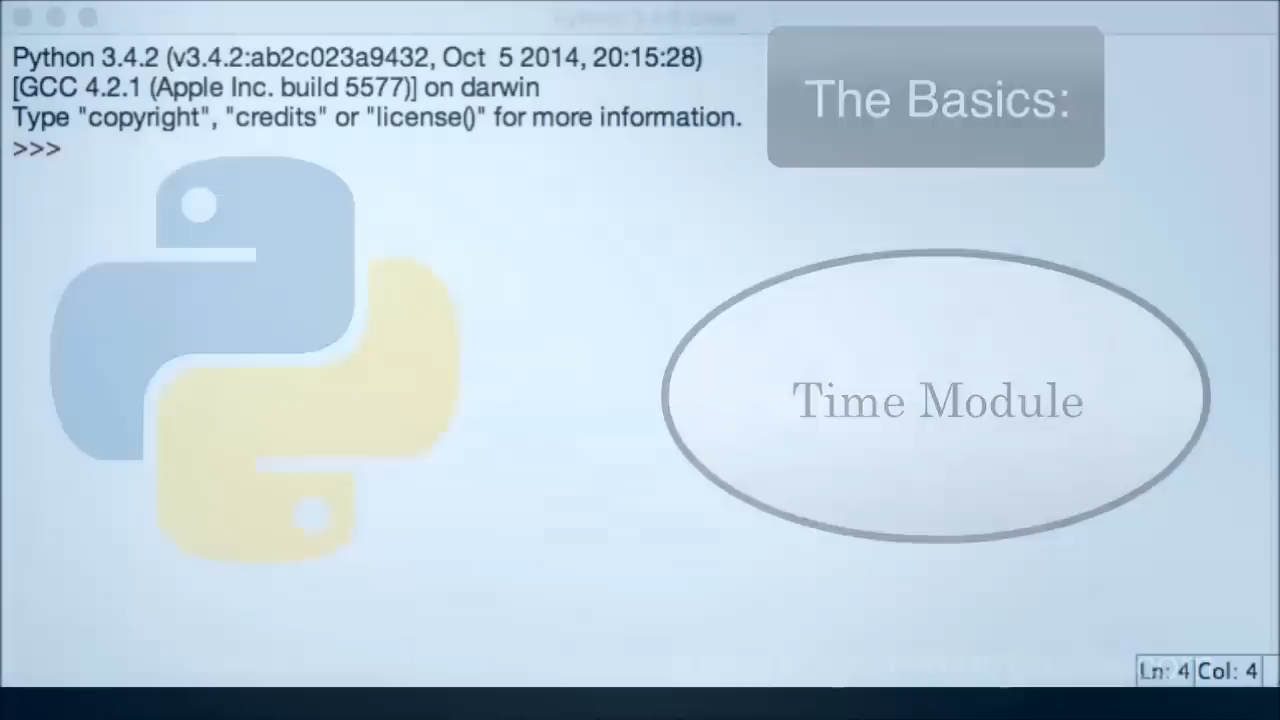 Python 3.4.2 (v3.4.2:ab2c023a9432, Oct  5 2014, 20:15:28)
[GCC 4.2.1 (Apple Inc. build 5577)] on darwin
Type "copyright", "credits" or "license()" for more information.
>>>
The Basics:
Time Module
Ln: 4 Col: 4